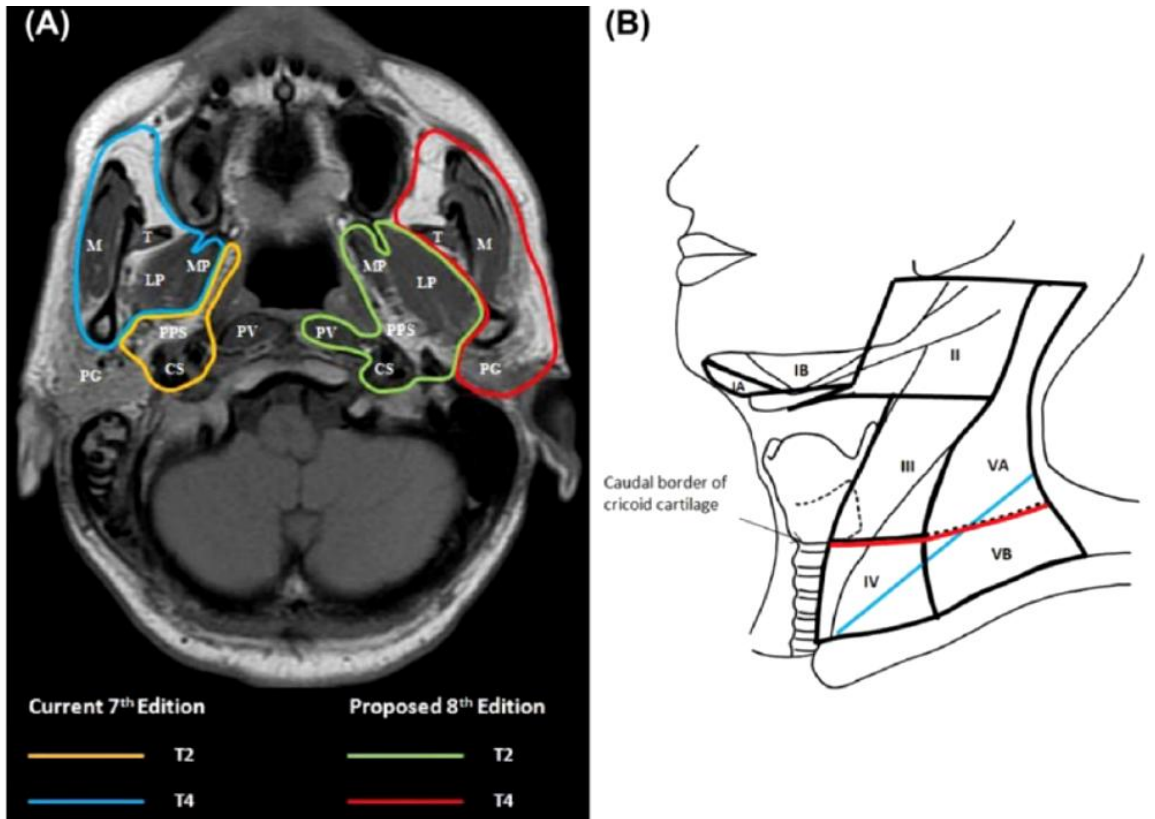 (A)
M
T
MP
LP
PPS
PV
CS
PG
MP
T
M
LP
PV
PPS
CS
PG
Current 7th Edition
Proposed 8th Edition
T2
T2
T4
T4
(B)
IA
IB
II
III
VA
Caudal border of
cricoid cartilage
IV
VB